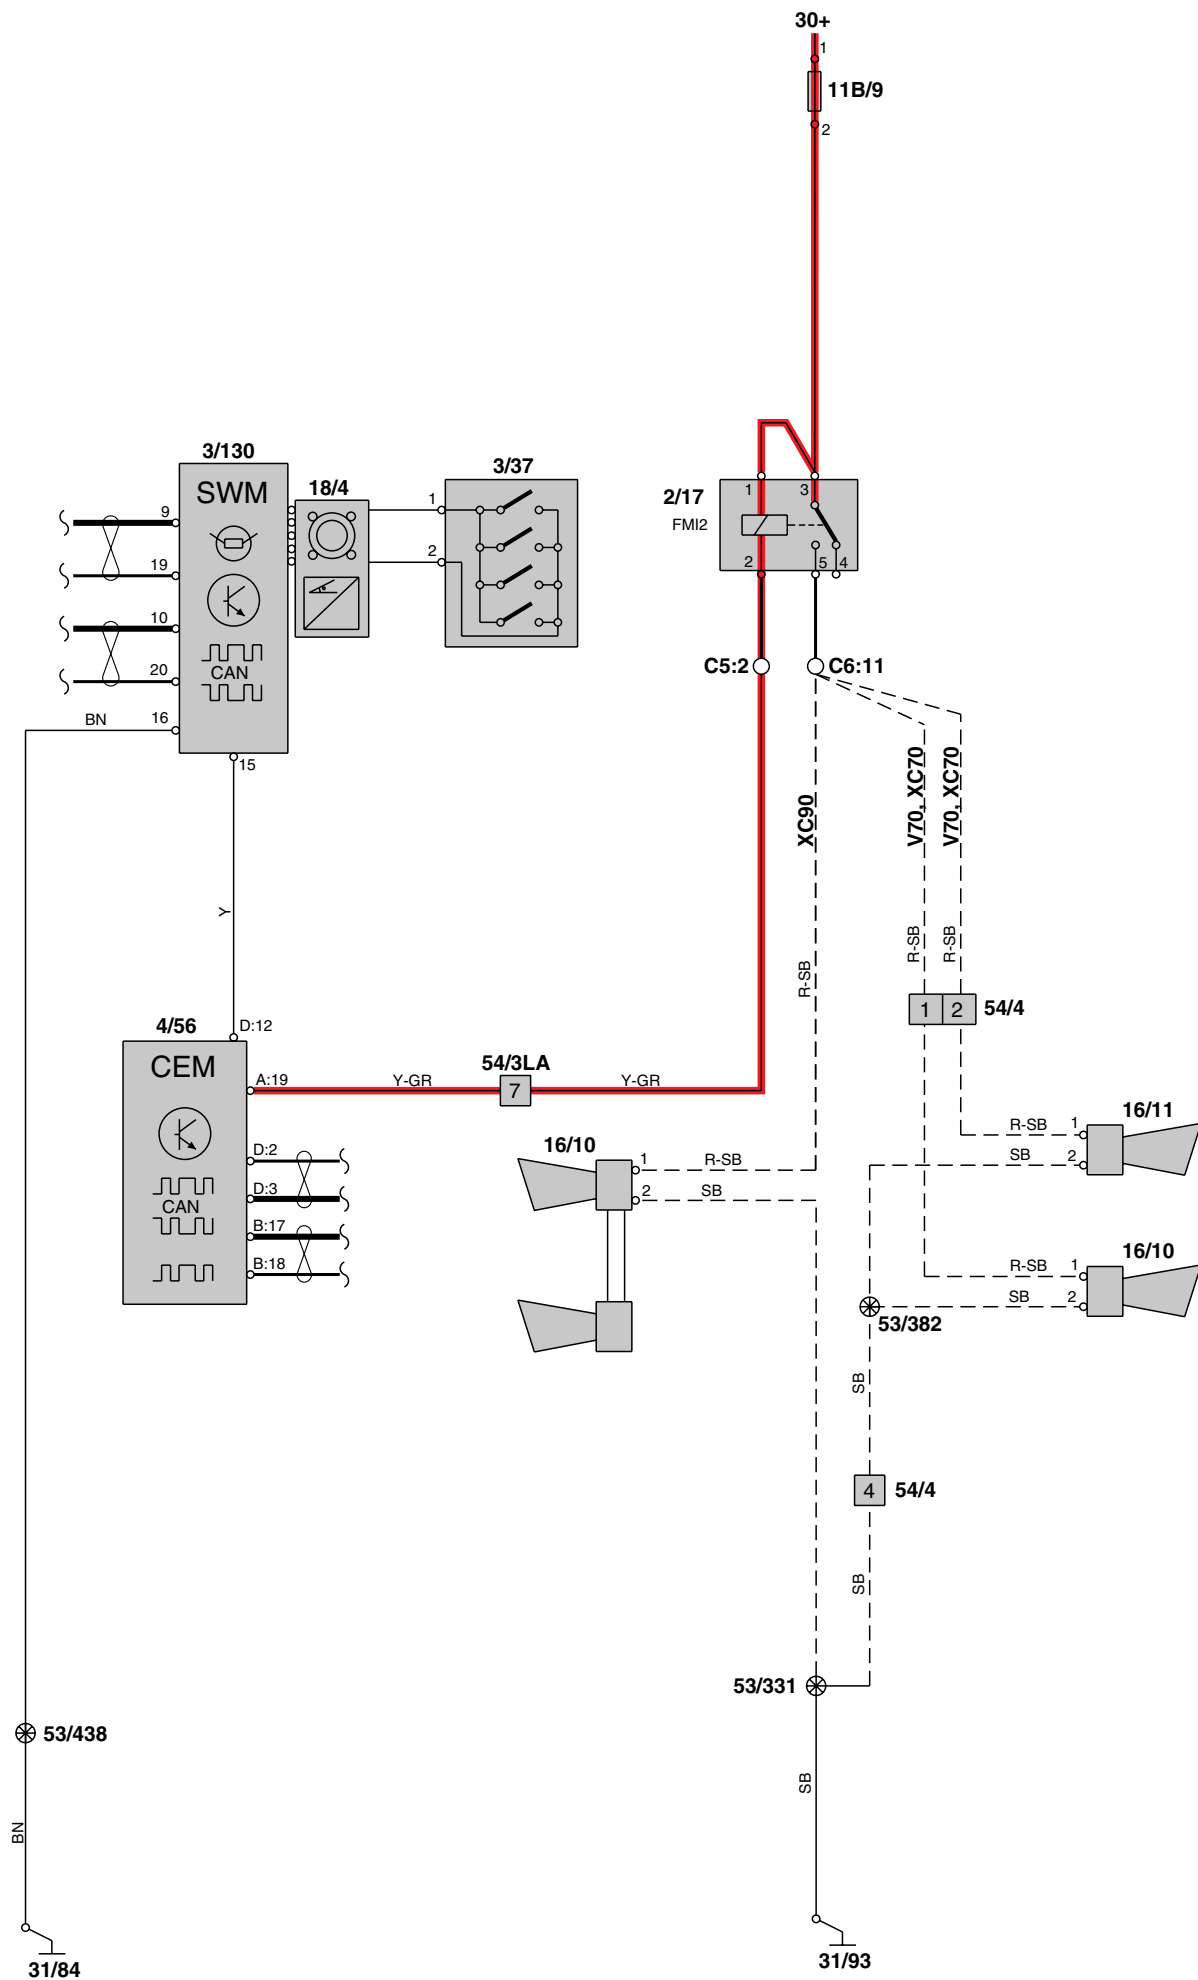 30+
1
11B/9
2
3/130
SWM
18/4
3/37
2/17
FMI2
1
3
2
5
4
9
19
10
20
BN
16
CAN
15
1
2
C5:2
C6:11
XC90
V70, XC70
V70, XC70
Y
R-SB
R-SB
R-SB
1
2
54/4
4/56
D:12
CEM
A:19
Y-GR
54/3LA
7
Y-GR
D:2
D:3
CAN
B:17
B:18
16/10
1
R-SB
2
SB
16/11
R-SB
1
SB
2
16/10
R-SB
1
SB
2
53/382
SB
4
54/4
SB
53/331
53/438
SB
BN
31/84
31/93